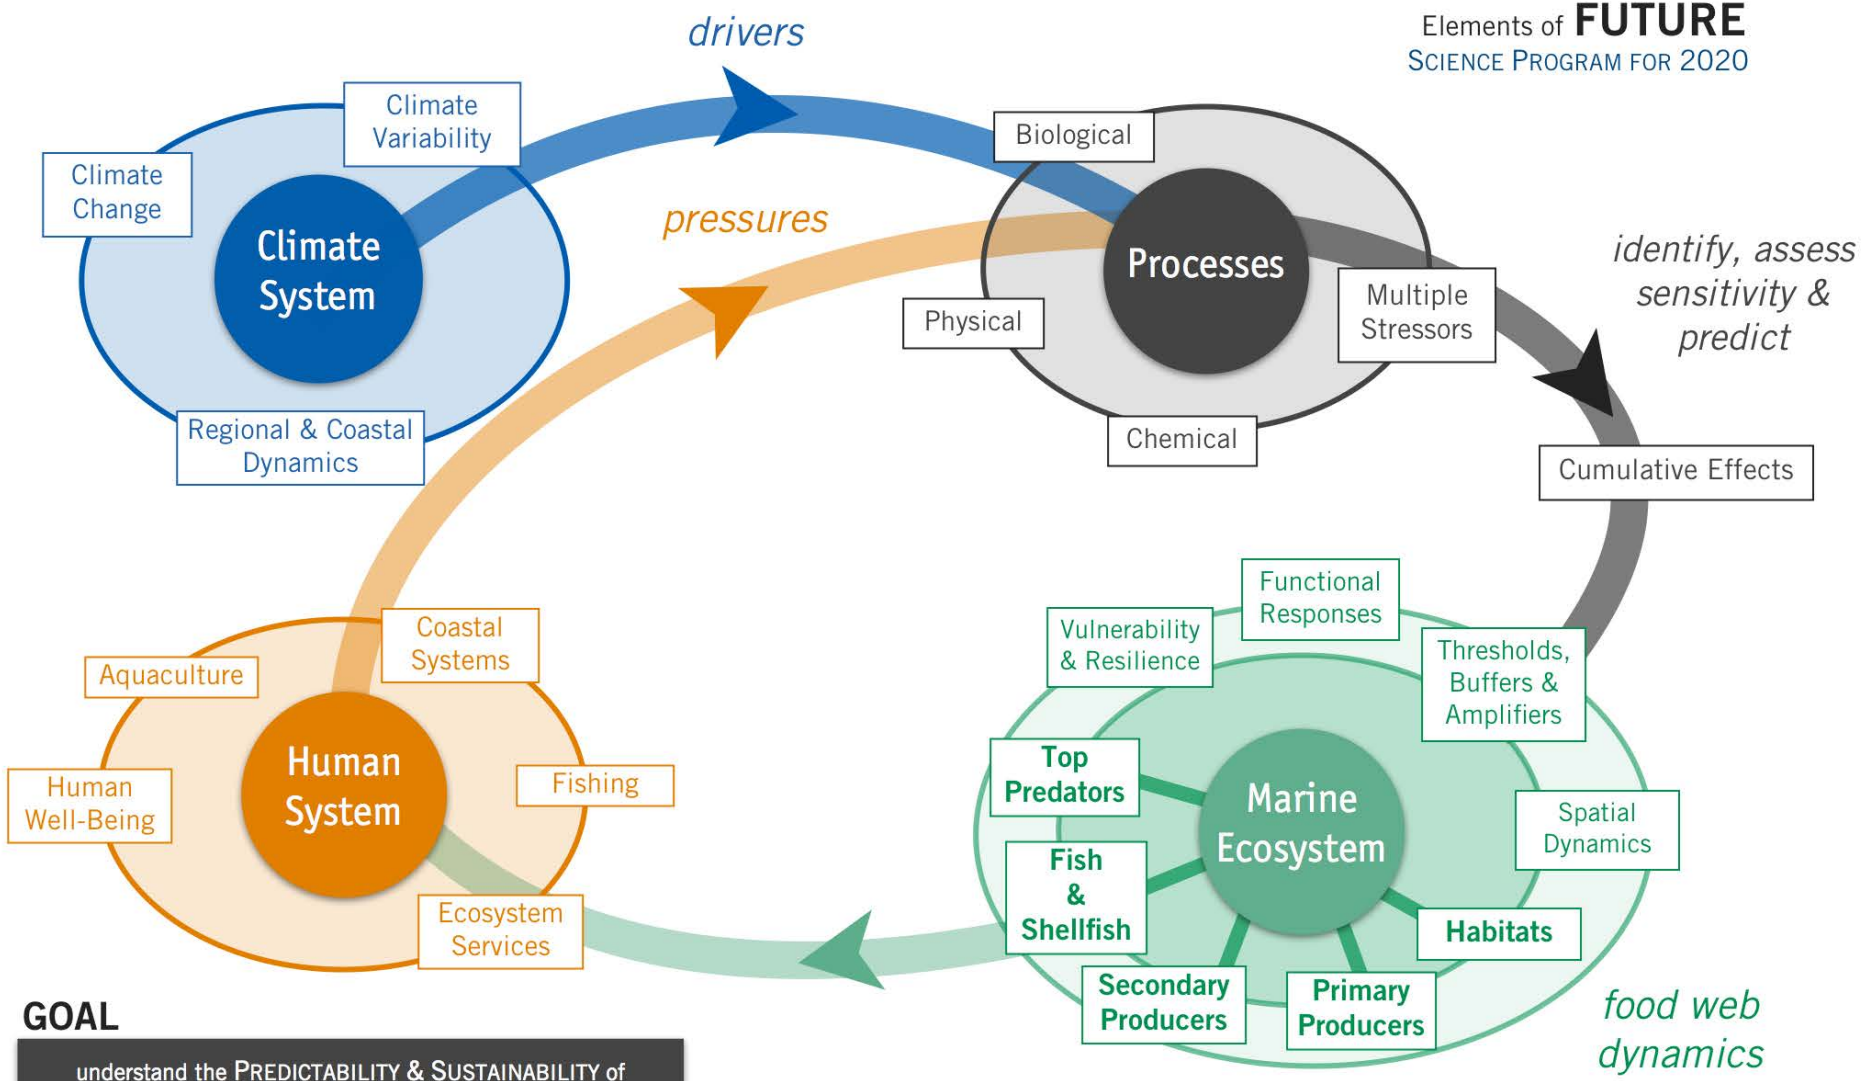 Elements of FUTURE
SCIENCE PROGRAM FOR 2020
drivers
Climate
Variability
Climate
Change
Climate
System
Regional & Coastal
Dynamics
pressures
Biological
Processes
Physical
Multiple
Stressors
Chemical
identify, assess
sensitivity &
predict
Cumulative Effects
Functional
Responses
Vulnerability
& Resilience
Thresholds,
Buffers &
Amplifiers
Top
Predators
Marine
Ecosystem
Spatial
Dynamics
Fish
&
Shellfish
Habitats
Secondary
Producers
Primary
Producers
food web
dynamics
Coastal
Systems
Aquaculture
Human
System
Human
Well-Being
Fishing
Ecosystem
Services
GOAL
understand the PREDICTABILITY & SUSTAINABILITY of